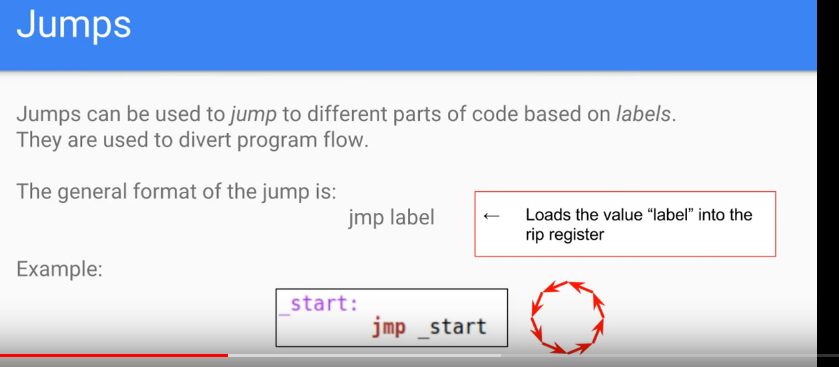 Jumps
Jumps can be used to jump to different parts of code based on labels.
They are used to divert program flow.
The general format of the jump is:
jmp label
← Loads the value “label” into the
rip register
Example:
_start:
jmp _start